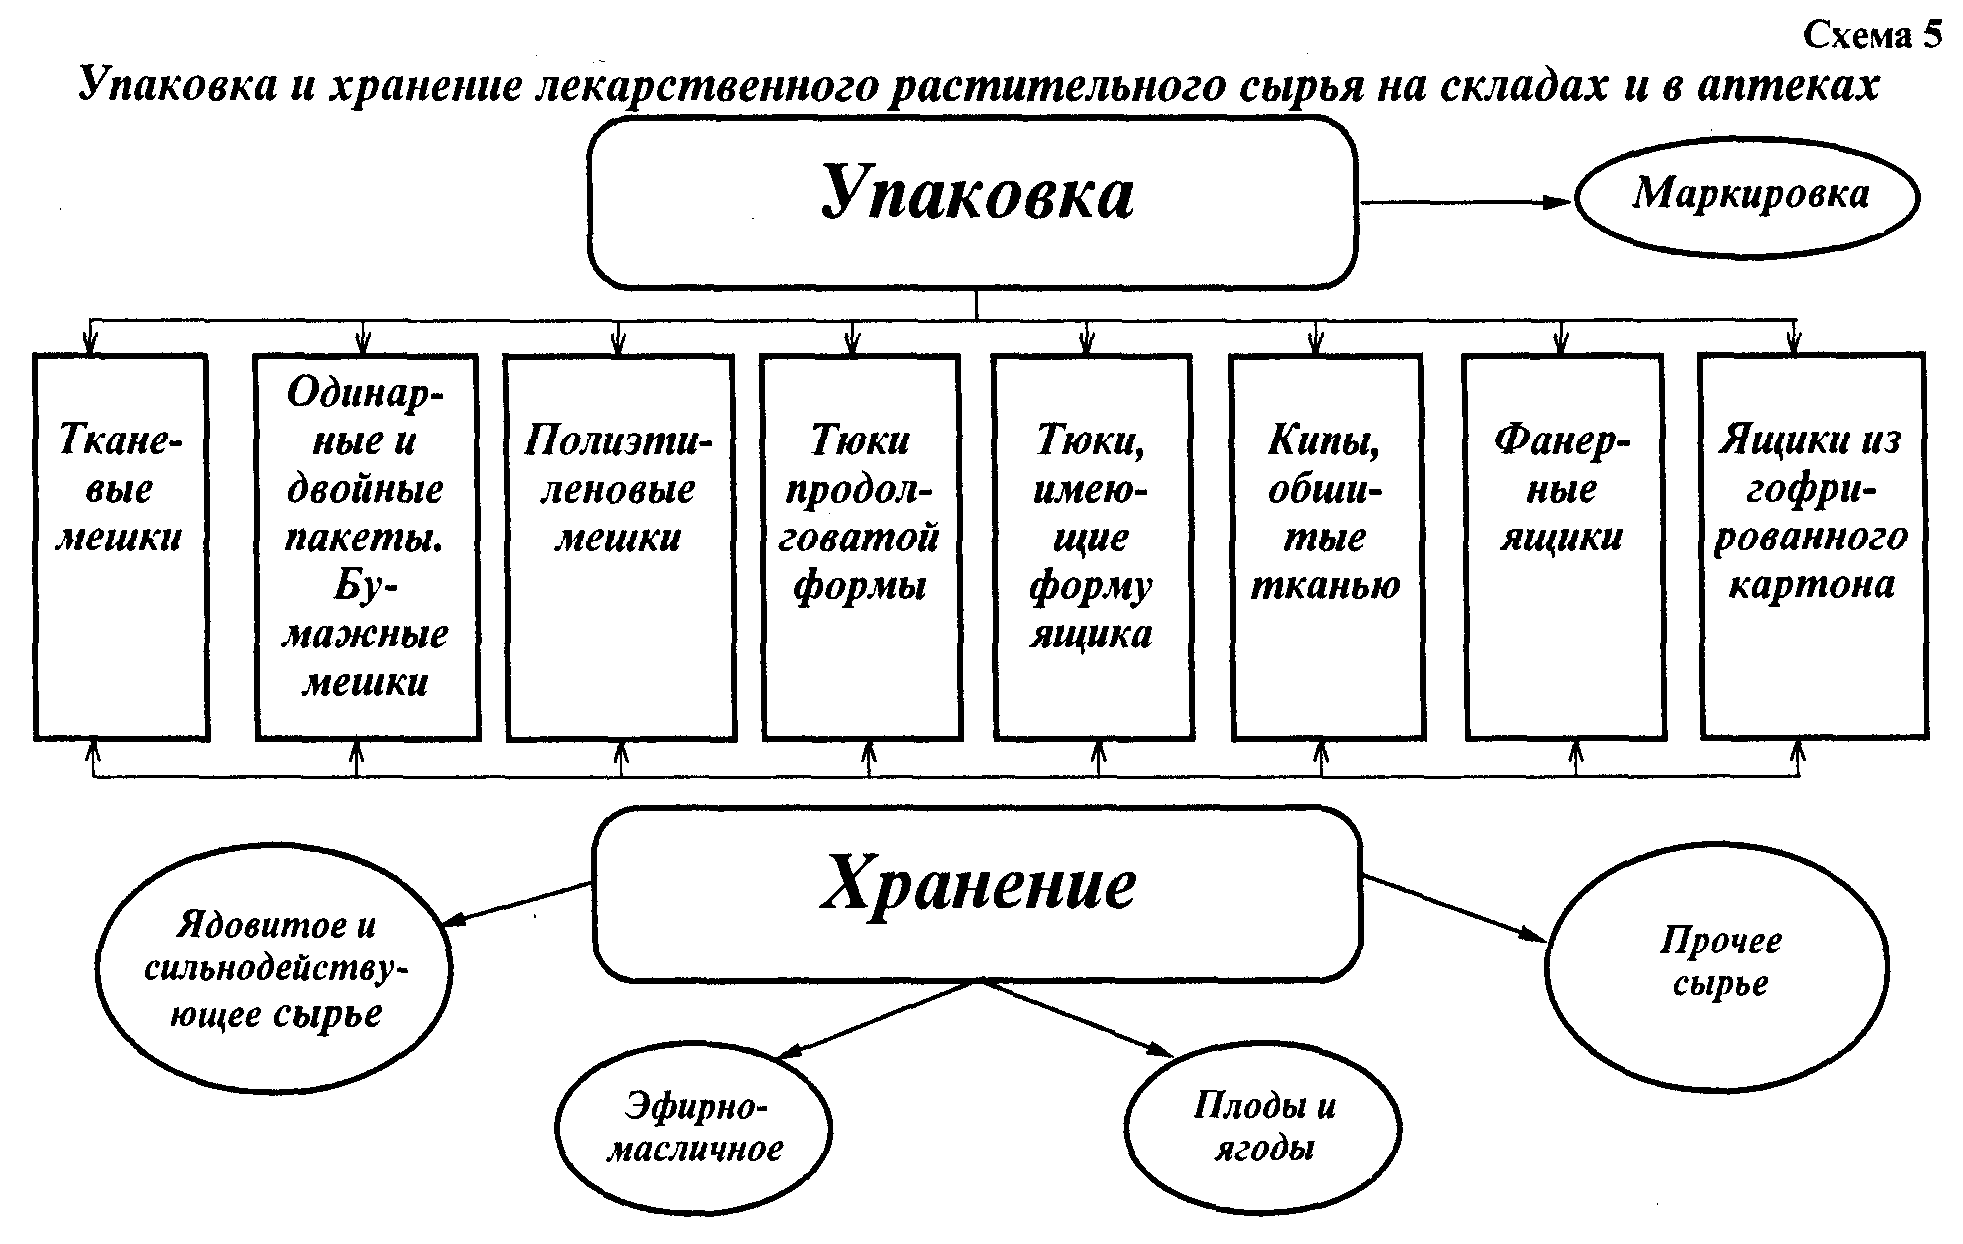 Схема 5
Упаковка и хранение лекарственного растительного сырья на складах и в аптеках
Упаковка
Маркировка
Ткане-
вые
мешки
Одинар-
ные и
двойные
пакеты.
Бу-
мажные
мешки
Полиэти-
леновые
мешки
Тюки
продол-
говатой
формы
Тюки,
имею-
щие
форму
ящика
Кипы,
обши-
тые
тканью
Фанер-
ные
ящики
Ящики из
гофри-
рованного
картона
Хранение
Ядовитое и
сильнодейству-
ющее сырье
Эфирно-
масличное
Плоды и
ягоды
Прочее
сырье